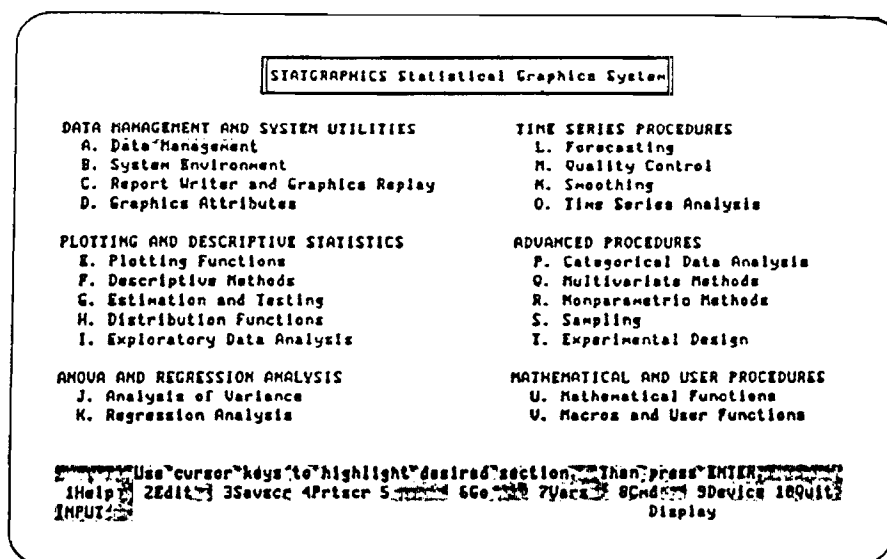 STATGRAPHICS Statistical Graphics System
DATA MANAGEMENT AND SYSTEM UTILITIES
A. Data Management
B. System Environment
C. Report Writer and Graphics Replay
D. Graphics Attributes
PLOTTING AND DESCRIPTIVE STATISTICS
E. Plotting Functions
F. Descriptive Methods
G. Estimation and Testing
H. Distribution Functions
I. Exploratory Data Analysis
ANOVA AND REGRESSION ANALYSIS
J. Analysis of Variance
K. Regression Analysis
TIME SERIES PROCEDURES
L. Forecasting
M. Quality Control
N. Smoothing
O. Time Series Analysis
ADVANCED PROCEDURES
P. Categorical Data Analysis
Q. Multivariate Methods
R. Nonparametric Methods
S. Sampling
T. Experimental Design
MATHEMATICAL AND USER PROCEDURES
U. Mathematical Functions
V. Macros and User Functions
Use cursor keys to highlight desired section. Then press ENTER.
1Help 2Edit 3Savscr 4Prtscr 5 6Go 7Vars 8Cmd 9Device 10Quit
INPUT Display